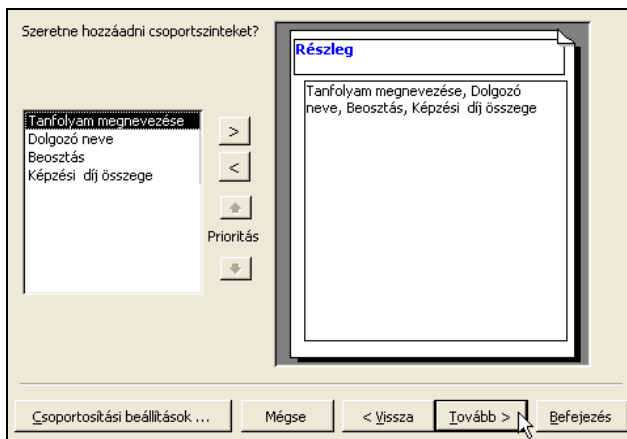 Szeretne hozzáadni csoportszinteket?
Részleg
Tanfolyam megnevezése, Dolgozó
neve, Beosztás, Képzési díj összege
Tanfolyam megnevezése
Dolgozó neve
Beosztás
Képzési díj összege
>
<
Prioritás
Csoportosítási beállítások ...
Mégse
< Vissza
Tovább >
Befejezés